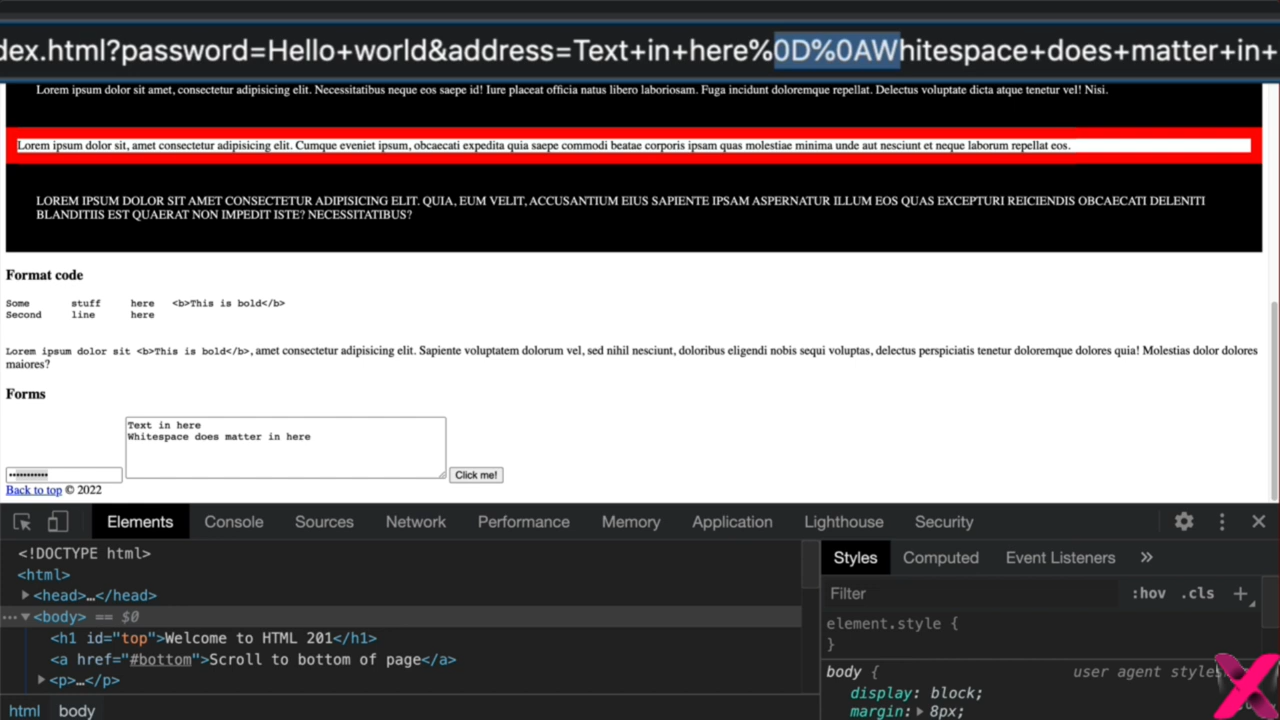 dex.html?password=Hello+world&address=Text+in+here%0D%0AWhitespace+does+matter+in+
Lorem ipsum dolor sit amet, consectetur adipisicing elit. Necessitatibus neque eos saepe id! Iure placeat officia natus libero laboriosam. Fuga incidunt doloremque repellat. Delectus voluptate dicta atque tenetur vel! Nisi.
Lorem ipsum dolor sit, amet consectetur adipisicing elit. Cumque eveniet ipsum, obcaecati expedita quia saepe commodi beatae corporis ipsam quas molestiae minima unde aut nesciunt et neque laborum repellat eos.
LOREM IPSUM DOLOR SIT AMET CONSECTETUR ADIPISICING ELIT. QUIA, EUM VELIT, ACCUSANTIUM EIUS SAPIENTE IPSAM ASPERNATUR ILLUM EOS QUAS EXCEPTURI REICIENDIS OBCAECATI DELENITI
BLANDITIIS EST QUAERAT NON IMPEDIT ISTE? NECESSITATIBUS?
Format code
Some stuff here <b>This is bold</b>
Second line here
Lorem ipsum dolor sit <b>This is bold</b>, amet consectetur adipisicing elit. Sapiente voluptatem dolorum vel, sed nihil nesciunt, doloribus eligendi nobis sequi voluptas, delectus perspiciatis tenetur doloremque dolores quia! Molestias dolor dolores
maiores?
Forms
Text in here
Whitespace does matter in here
••••••••••• Click me!
Back to top © 2022
Elements Console Sources Network Performance Memory Application Lighthouse Security
<!DOCTYPE html>
<html>
<head>…</head>
<body> == $0
<h1 id="top">Welcome to HTML 201</h1>
<a href="#bottom">Scroll to bottom of page</a>
<p>…</p>
html body
Styles Computed Event Listeners »
Filter :hov .cls +
element.style {
}
body { user agent styles
display: block;
margin: 8px;
X